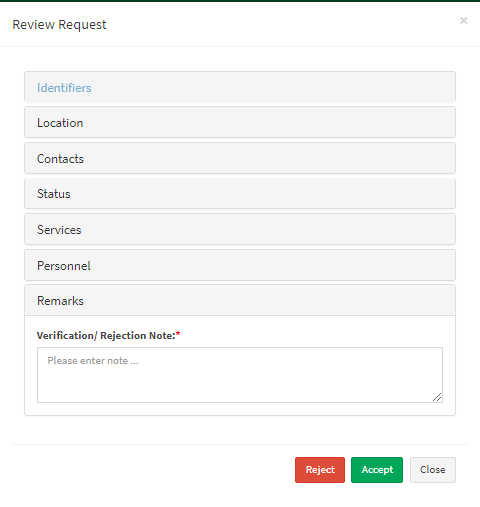 Review Request
×
Identifiers
Location
Contacts
Status
Services
Personnel
Remarks
Verification/ Rejection Note:*
Please enter note ...
Reject Accept Close